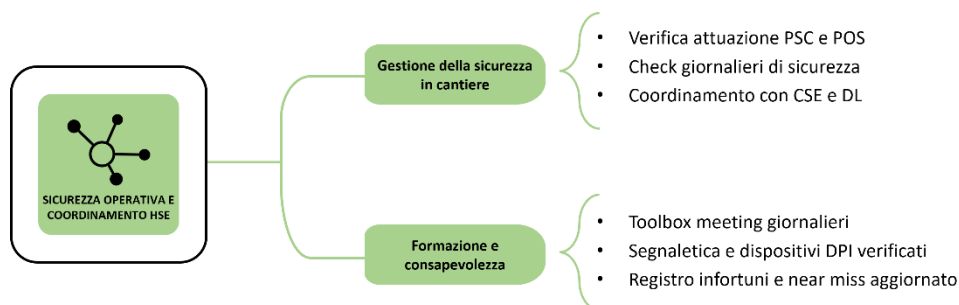 SICUREZZA OPERATIVA E
COORDINAMENTO HSE
Gestione della sicurezza
in cantiere
• Verifica attuazione PSC e POS
• Check giornalieri di sicurezza
• Coordinamento con CSE e DL
Formazione e
consapevolezza
• Toolbox meeting giornalieri
• Segnaletica e dispositivi DPI verificati
• Registro infortuni e near miss aggiornato